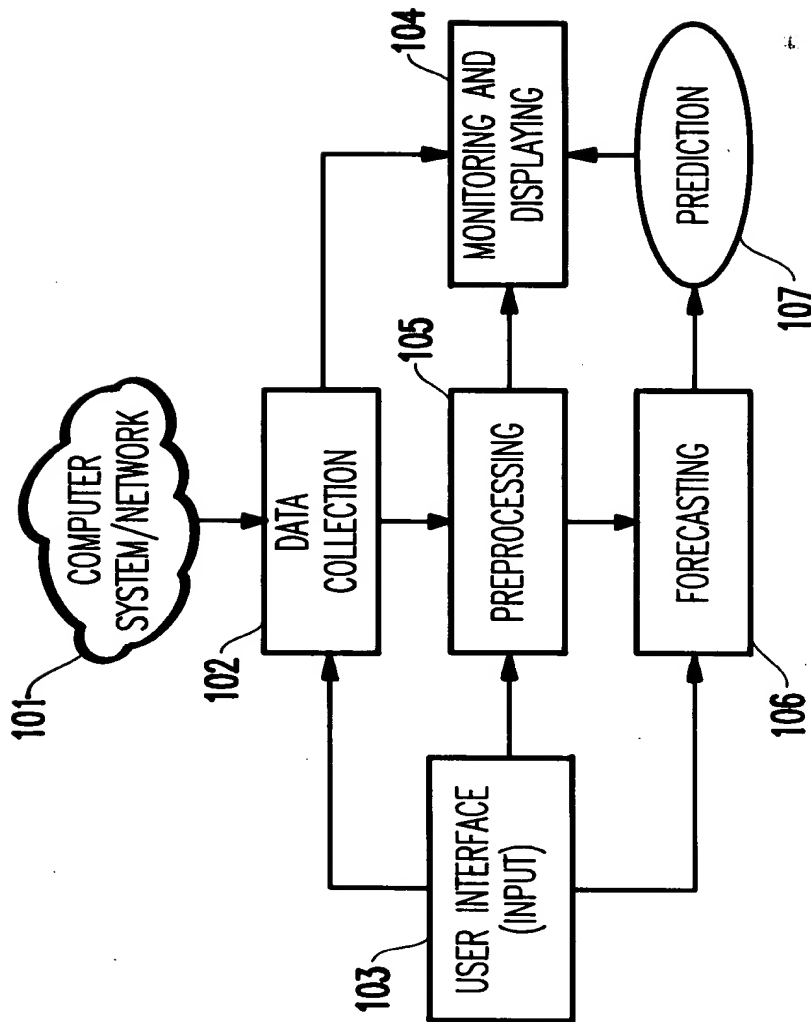 101
COMPUTER
SYSTEM/NETWORK
102
DATA
COLLECTION
103
USER INTERFACE
(INPUT)
105
PREPROCESSING
104
MONITORING AND
DISPLAYING
106
FORECASTING
107
PREDICTION